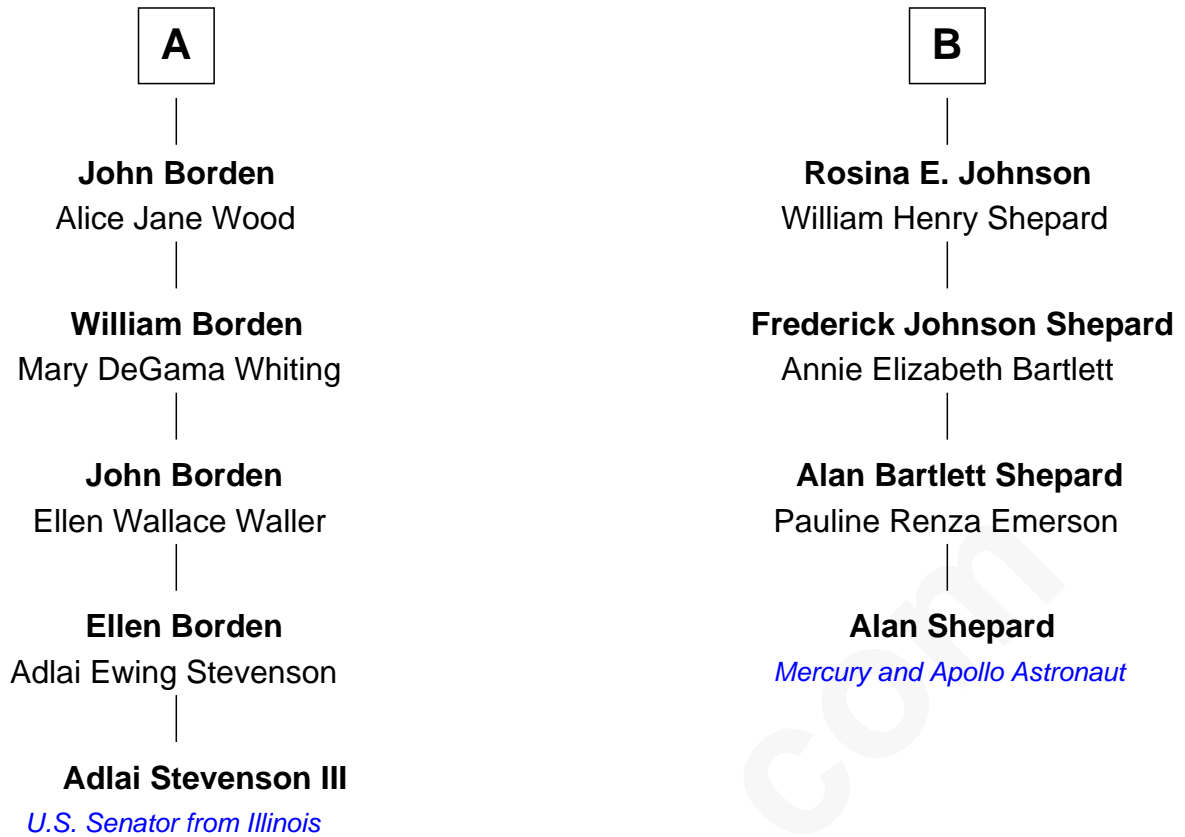 A
John Borden
Alice Jane Wood
William Borden
Mary DeGama Whiting
John Borden
Ellen Wallace Waller
Ellen Borden
Adlai Ewing Stevenson
Adlai Stevenson III
U.S. Senator from Illinois
B
Rosina E. Johnson
William Henry Shepard
Frederick Johnson Shepard
Annie Elizabeth Bartlett
Alan Bartlett Shepard
Pauline Renza Emerson
Alan Shepard
Mercury and Apollo Astronaut
com